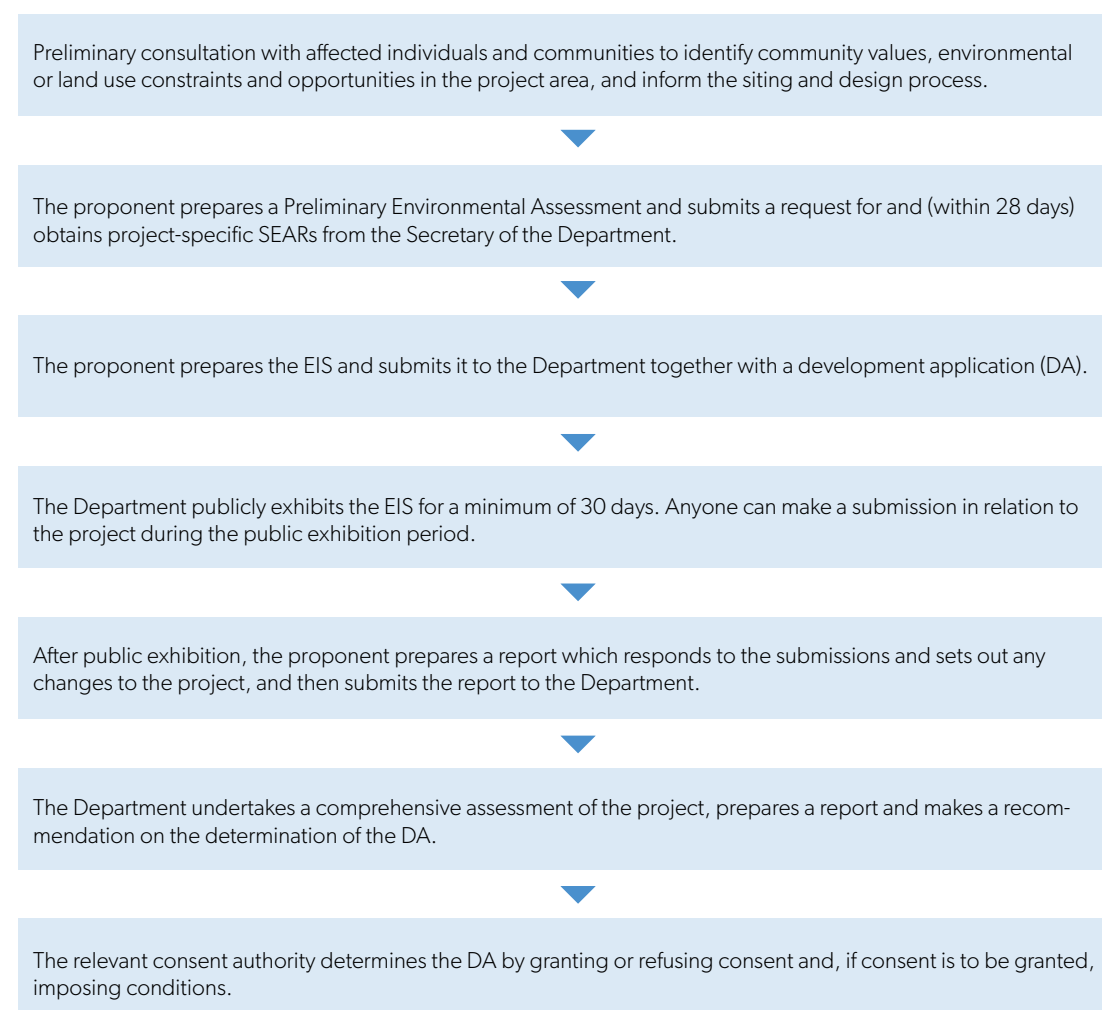 Preliminary consultation with affected individuals and communities to identify community values, environmental
or land use constraints and opportunities in the project area, and inform the siting and design process.
The proponent prepares a Preliminary Environmental Assessment and submits a request for and (within 28 days)
obtains project-specific SEARs from the Secretary of the Department.
The proponent prepares the EIS and submits it to the Department together with a development application (DA).
The Department publicly exhibits the EIS for a minimum of 30 days. Anyone can make a submission in relation to
the project during the public exhibition period.
After public exhibition, the proponent prepares a report which responds to the submissions and sets out any
changes to the project, and then submits the report to the Department.
The Department undertakes a comprehensive assessment of the project, prepares a report and makes a recom-
mendation on the determination of the DA.
The relevant consent authority determines the DA by granting or refusing consent and, if consent is to be granted,
imposing conditions.